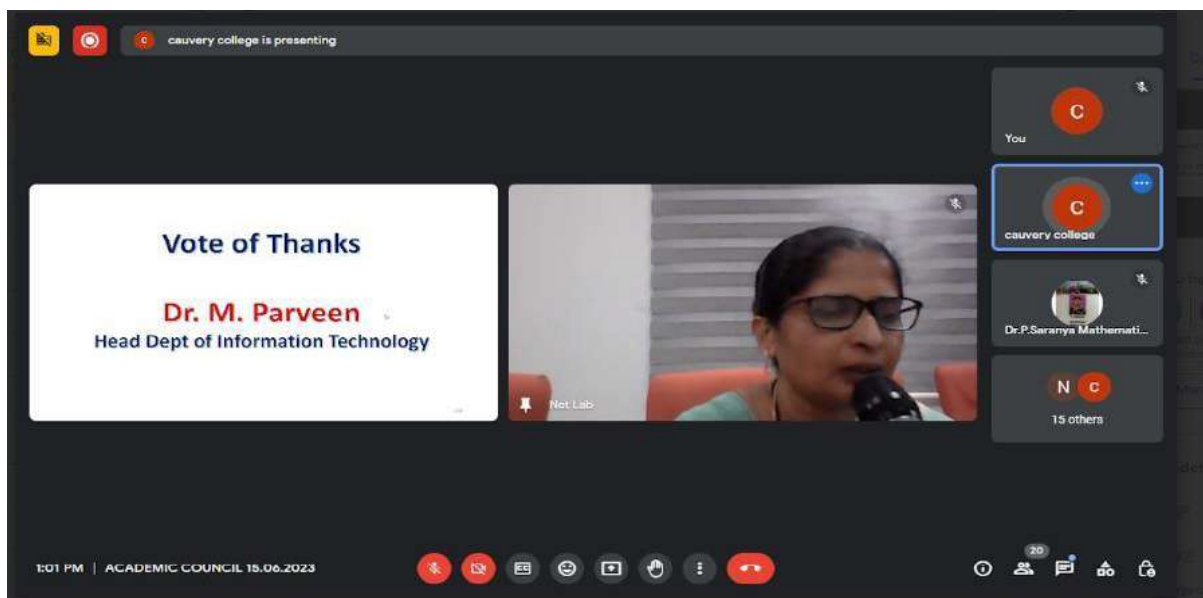 C
cauvery college is presenting
C
You
C
cauvery college
Dr.P.Saranya Mathemati...
N
C
15 others
Vote of Thanks
Dr. M. Parveen
Head Dept of Information Technology
Net Lab
1:01 PM | ACADEMIC COUNCIL 15.06.2023
CC
20